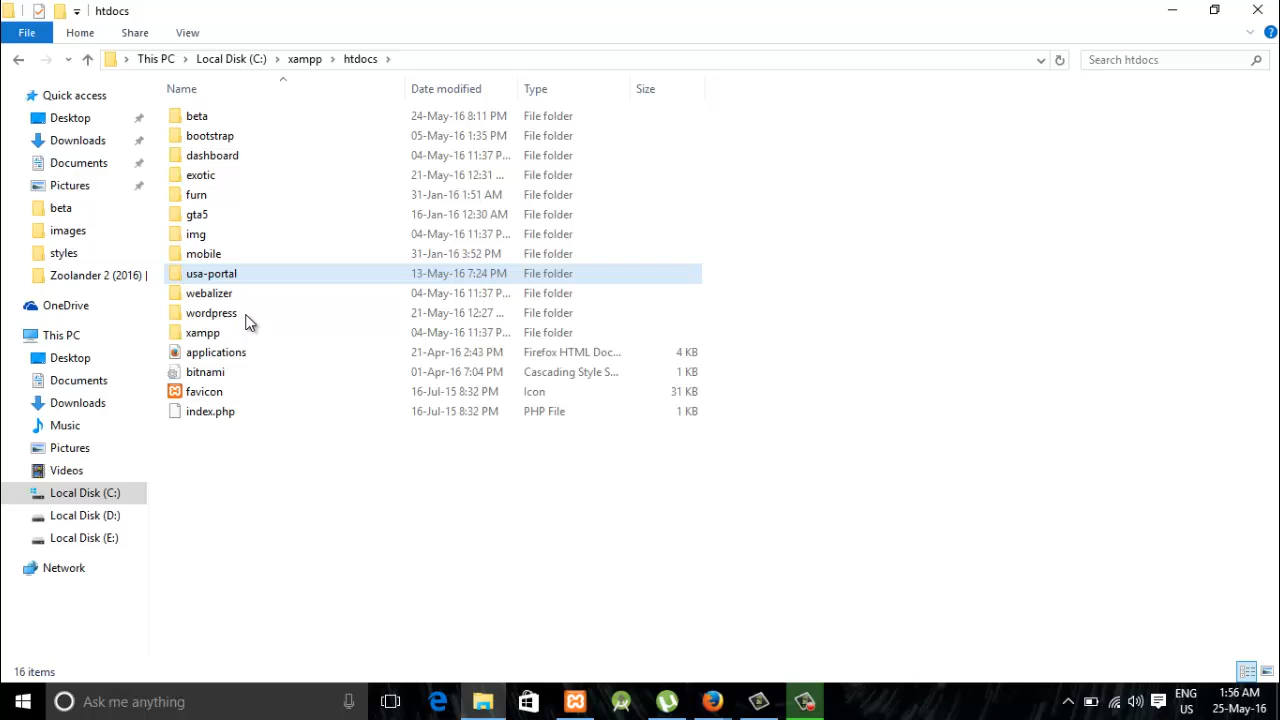 htdocs
File Home Share View
This PC Local Disk (C:) xampp htdocs Search htdocs
Name Date modified Type Size
Quick access
Desktop
Downloads
Documents
Pictures
beta
images
styles
Zoolander 2 (2016) |
OneDrive
This PC
Desktop
Documents
Downloads
Music
Pictures
Videos
Local Disk (C:)
Local Disk (D:)
Local Disk (E:)
Network
beta 24-May-16 8:11 PM File folder
bootstrap 05-May-16 1:35 PM File folder
dashboard 04-May-16 11:37 P... File folder
exotic 21-May-16 12:31 ... File folder
furn 31-Jan-16 1:51 AM File folder
gta5 16-Jan-16 12:30 AM File folder
img 04-May-16 11:37 P... File folder
mobile 31-Jan-16 3:52 PM File folder
usa-portal 13-May-16 7:24 PM File folder
webalizer 04-May-16 11:37 P... File folder
wordpress 21-May-16 12:27 ... File folder
xampp 04-May-16 11:37 P... File folder
applications 21-Apr-16 2:43 PM Firefox HTML Doc... 4 KB
bitnami 01-Apr-16 7:04 PM Cascading Style S... 1 KB
favicon 16-Jul-15 8:32 PM Icon 31 KB
index.php 16-Jul-15 8:32 PM PHP File 1 KB
16 items
Ask me anything
ENG
US
1:56 AM
25-May-16